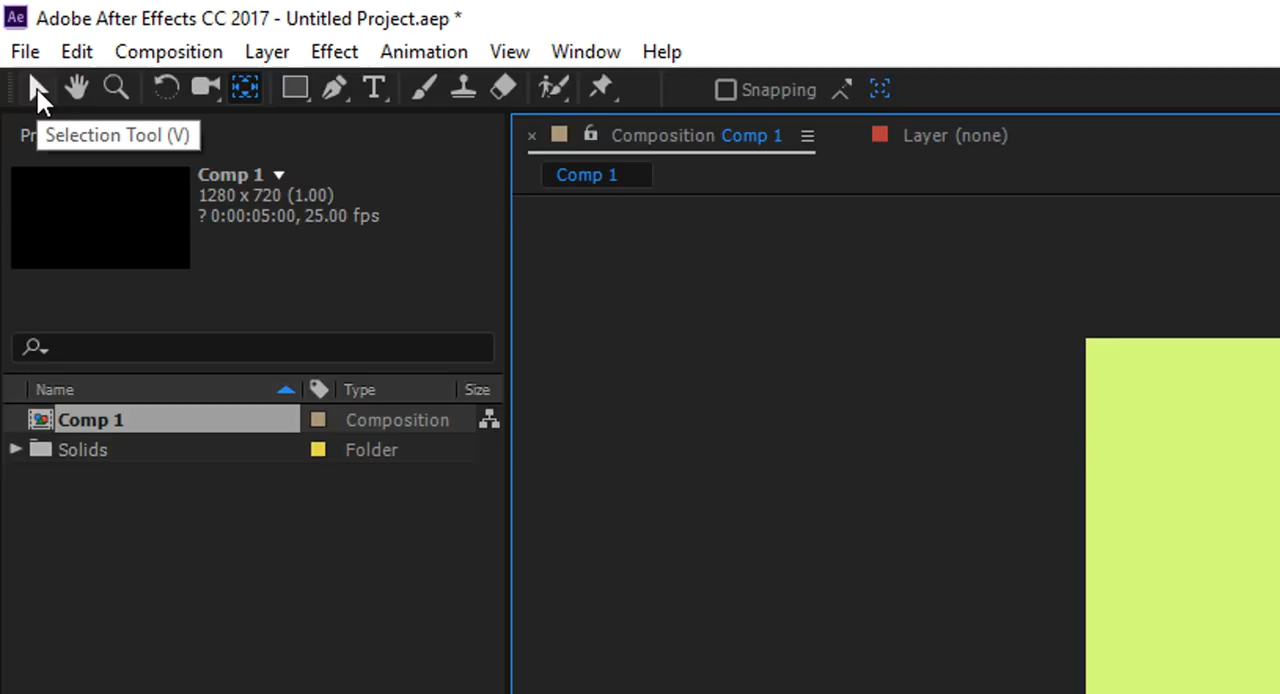 Ae Adobe After Effects CC 2017 - Untitled Project.aep *
File Edit Composition Layer Effect Animation View Window Help
T Snapping
Pr
Selection Tool (V)
× Composition Comp 1 Layer (none)
Comp 1
Comp 1
1280 x 720 (1.00)
? 0:00:05:00, 25.00 fps
Name Type Size
Comp 1 Composition
Solids Folder